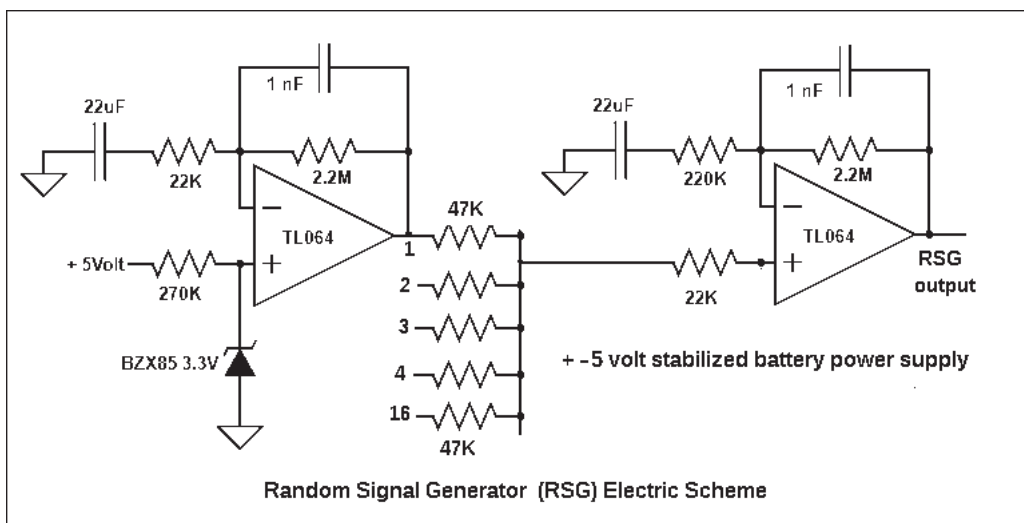 1 nF
22uF
22K
2.2M
TL064
+ 5Volt
270K
BZX85 3.3V
47K
1
2
3
4
16
47K
1 nF
22uF
220K
2.2M
TL064
22K
RSG
output
+ - 5 volt stabilized battery power supply
Random Signal Generator (RSG) Electric Scheme